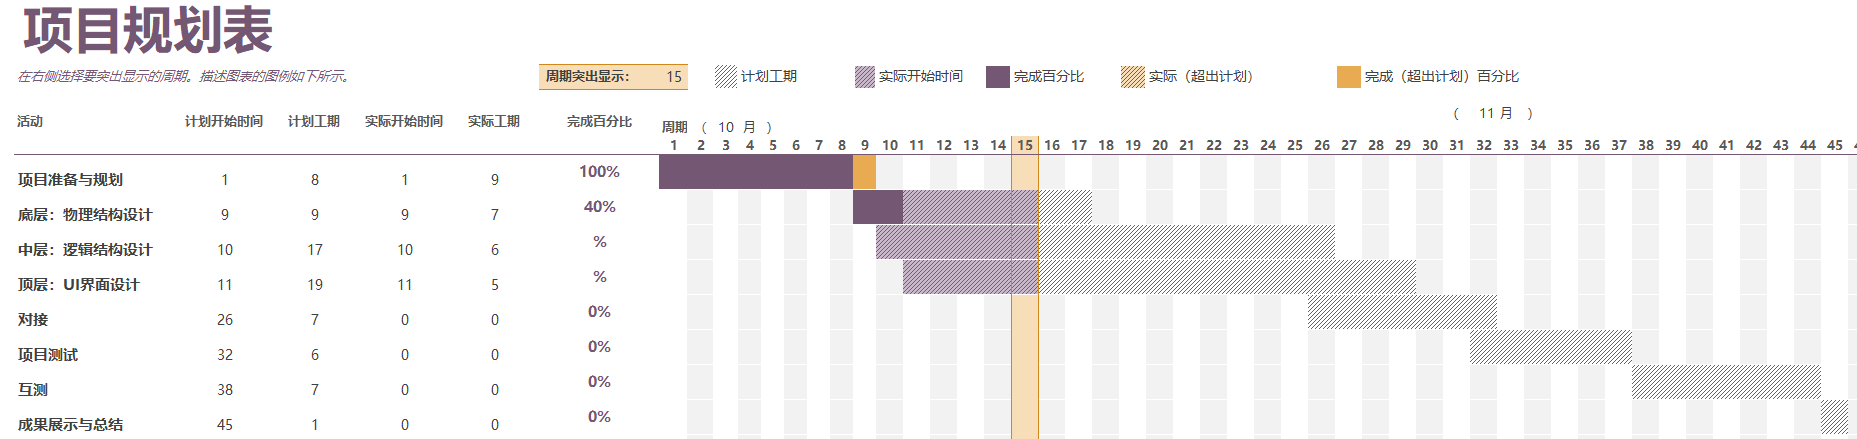 项目规划表
在右侧选择要突出显示的周期。描述图表的图例如下所示。
周期突出显示： 15 计划工期 实际开始时间 完成百分比 实际（超出计划） 完成（超出计划）百分比
（ 11 月 ）
活动 计划开始时间 计划工期 实际开始时间 实际工期 完成百分比 周期 （ 10 月 ）
1 2 3 4 5 6 7 8 9 10 11 12 13 14 15 16 17 18 19 20 21 22 23 24 25 26 27 28 29 30 31 32 33 34 35 36 37 38 39 40 41 42 43 44 45
项目准备与规划 1 8 1 9 100%
底层：物理结构设计 9 9 9 7 40%
中层：逻辑结构设计 10 17 10 6 %
顶层：UI界面设计 11 19 11 5 %
对接 26 7 0 0 0%
项目测试 32 6 0 0 0%
互测 38 7 0 0 0%
成果展示与总结 45 1 0 0 0%